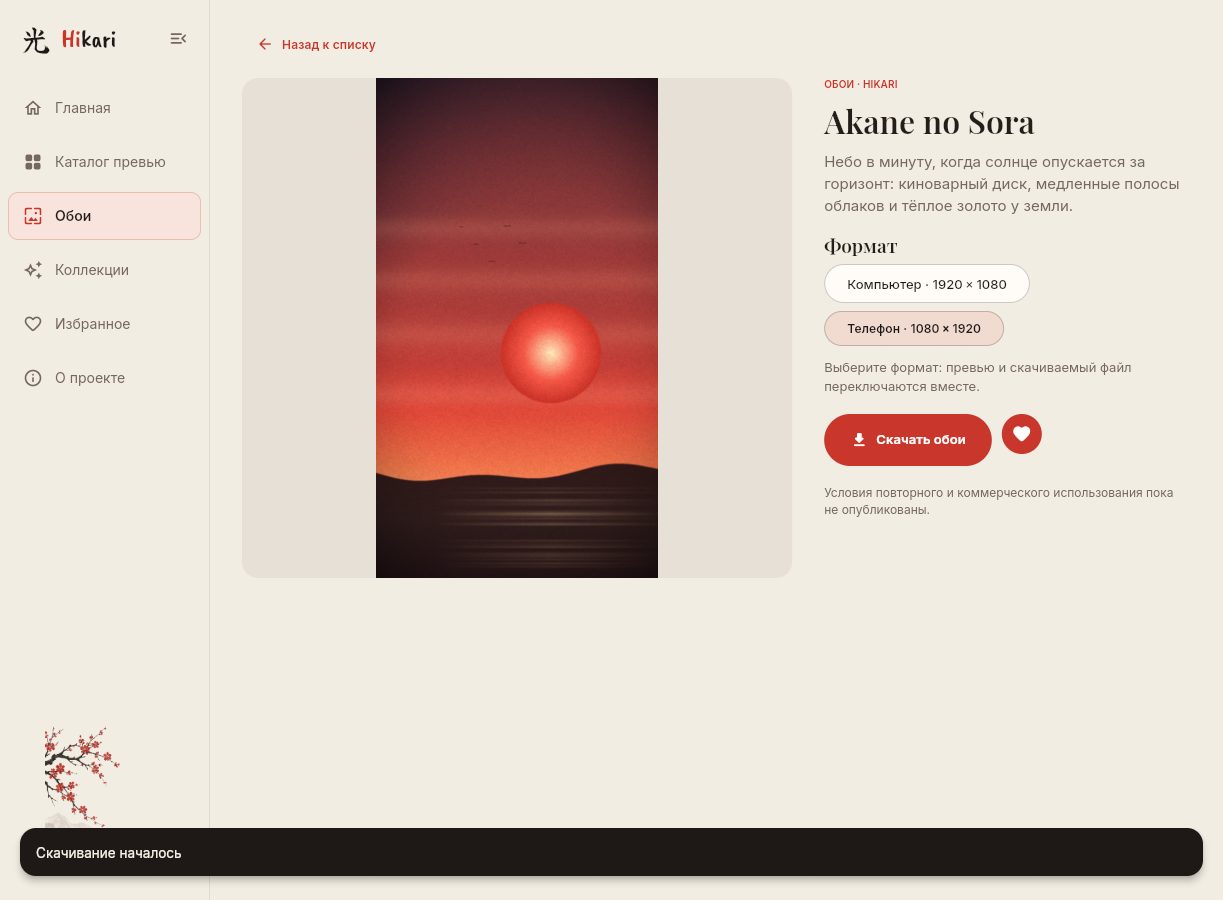 光 Hikari
Главная
Каталог превью
Обои
Коллекции
Избранное
О проекте
Назад к списку
ОБОИ · HIKARI
Akane no Sora
Небо в минуту, когда солнце опускается за
горизонт: киноварный диск, медленные полосы
облаков и тёплое золото у земли.
Формат
Компьютер · 1920 × 1080
Телефон · 1080 × 1920
Выберите формат: превью и скачиваемый файл
переключаются вместе.
Скачать обои
Условия повторного и коммерческого использования пока
не опубликованы.
Скачивание началось